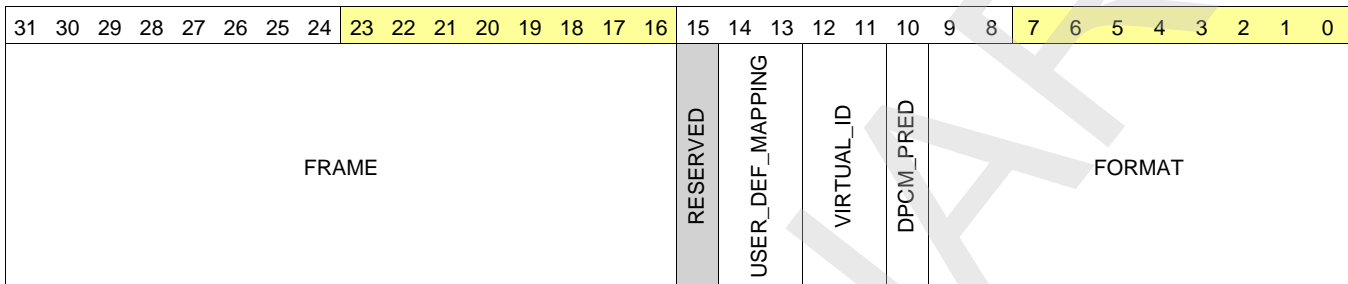 31 30 29 28 27 26 25 24 23 22 21 20 19 18 17 16 15 14 13 12 11 10 9 8 7 6 5 4 3 2 1 0
FRAME RESERVED USER_DEF_MAPPING VIRTUAL_ID DPCM_PRED FORMAT